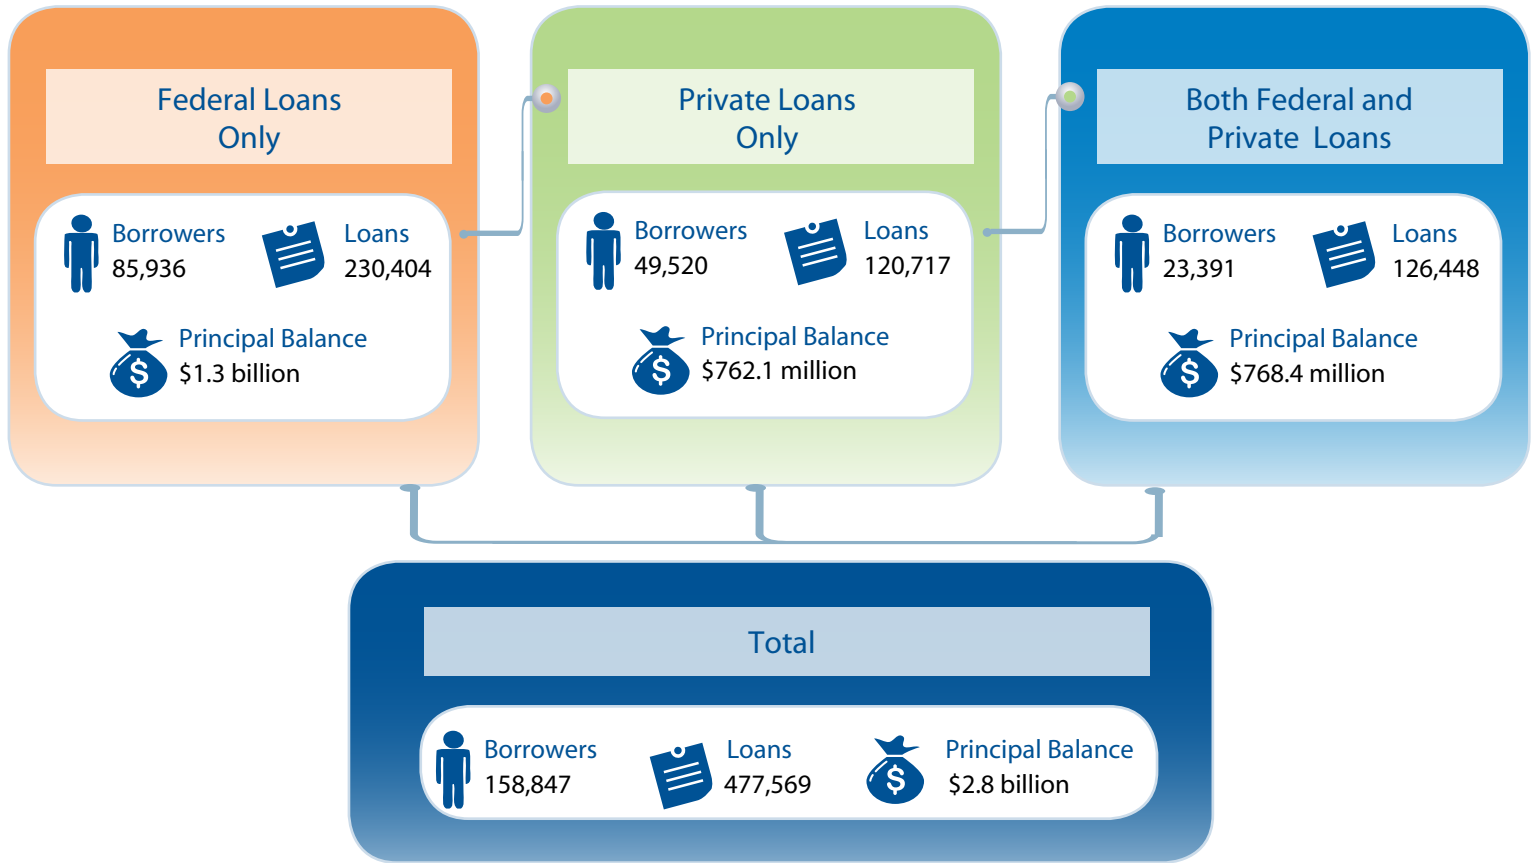 Federal Loans
Only
Borrowers
85,936
Loans
230,404
Principal Balance
$1.3 billion
Private Loans
Only
Borrowers
49,520
Loans
120,717
Principal Balance
$762.1 million
Both Federal and
Private Loans
Borrowers
23,391
Loans
126,448
Principal Balance
$768.4 million
Total
Borrowers
158,847
Loans
477,569
Principal Balance
$2.8 billion